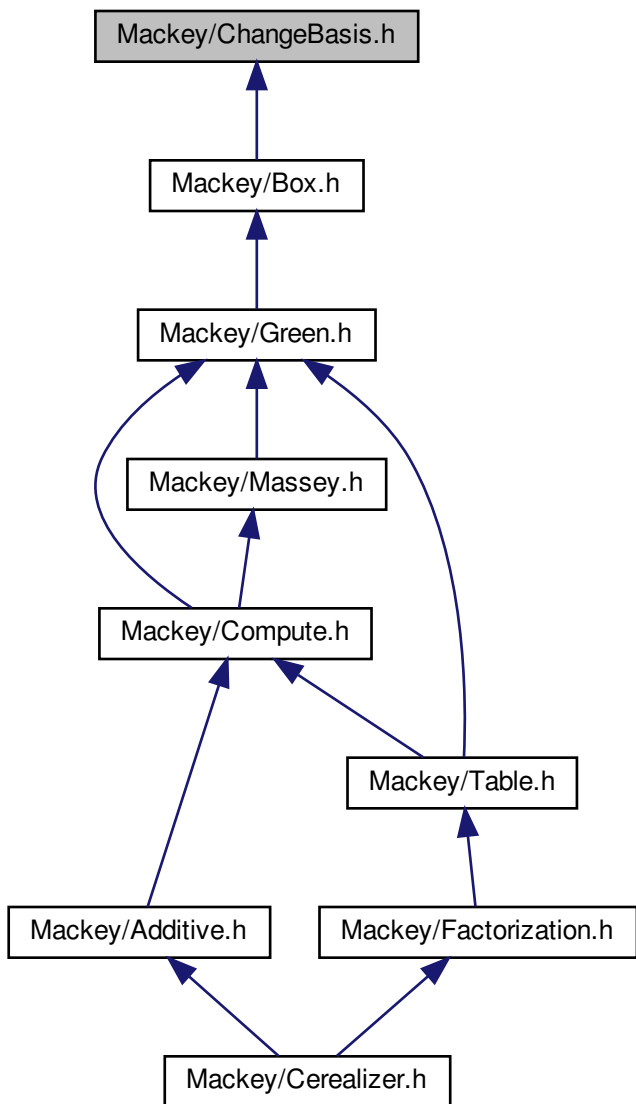 Mackey/ChangeBasis.h
Mackey/Box.h
Mackey/Green.h
Mackey/Massey.h
Mackey/Compute.h
Mackey/Table.h
Mackey/Additive.h
Mackey/Factorization.h
Mackey/Cerealizer.h